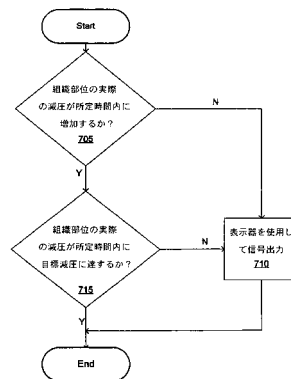 Start
組織部位の実際
の減圧が所定時間内に
増加するか？
705
N
Y
組織部位の実際
の減圧が所定時間内に
目標減圧に達するか？
715
N
表示器を使用し
て信号出力
710
Y
End